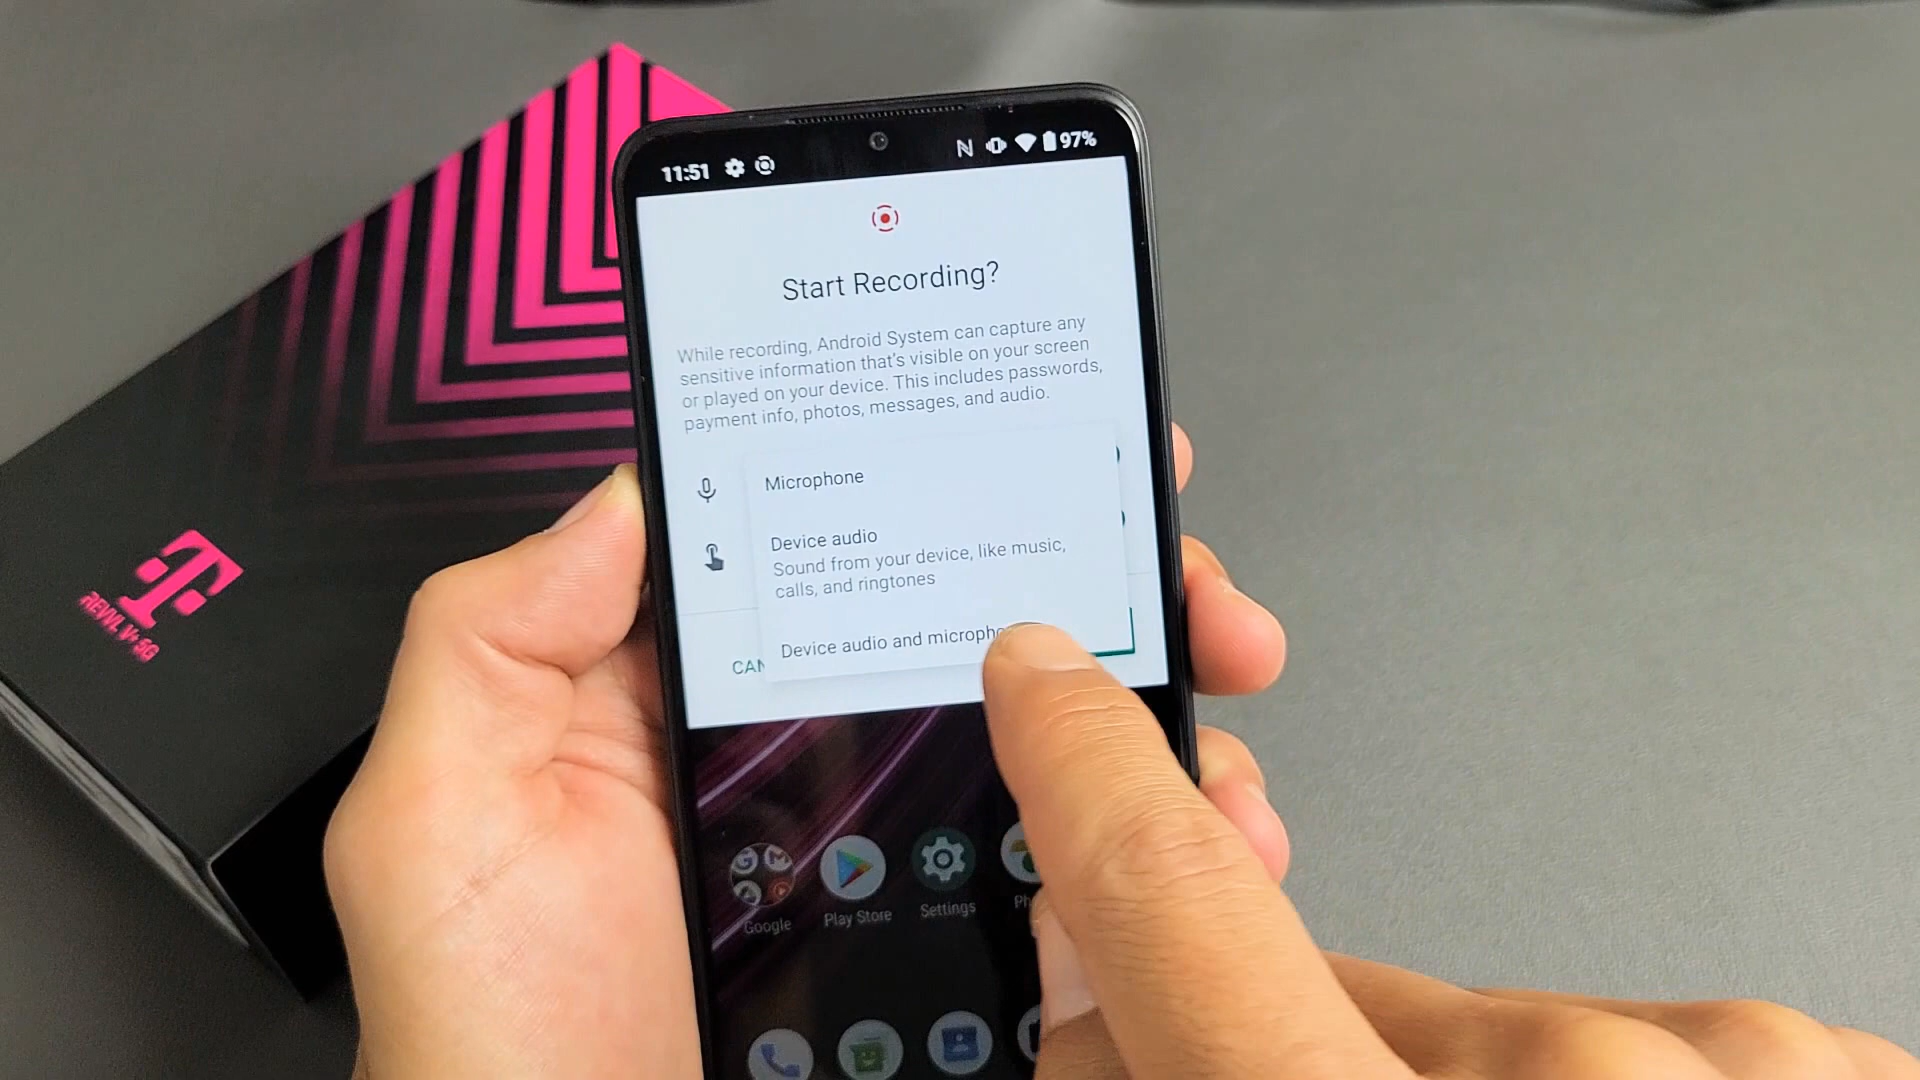 11:51
97%
Start Recording?
While recording, Android System can capture any
sensitive information that's visible on your screen
or played on your device. This includes passwords,
payment info, photos, messages, and audio.
Microphone
Device audio
Sound from your device, like music,
calls, and ringtones
Device audio and micropho
CAN
Google
Play Store
Settings
Ph
T
REVVL V+ 5G